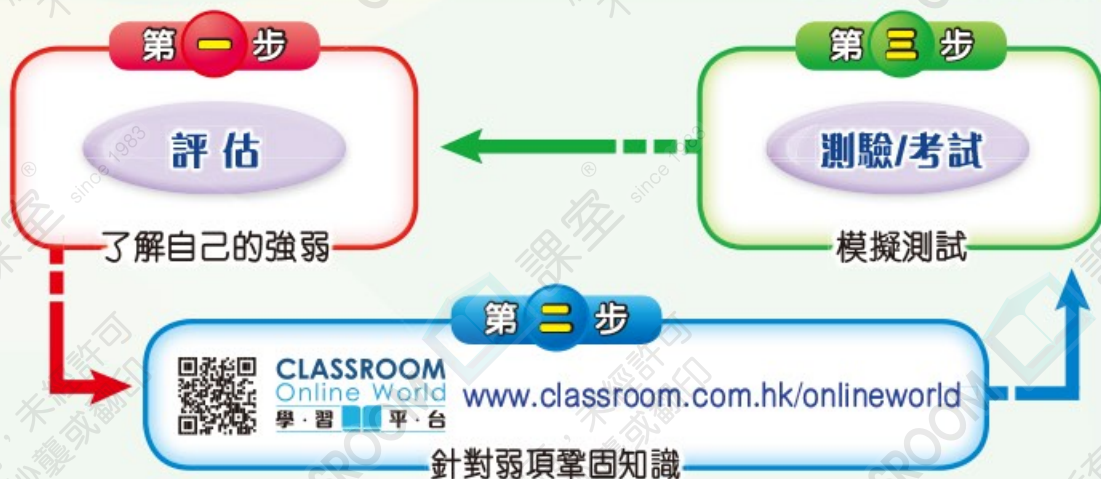 第一步
評估
了解自己的強弱
第三步
測驗/考試
模擬測試
第二步
CLASSROOM
Online World
學·習 平·台
www.classroom.com.hk/onlineworld
針對弱項鞏固知識